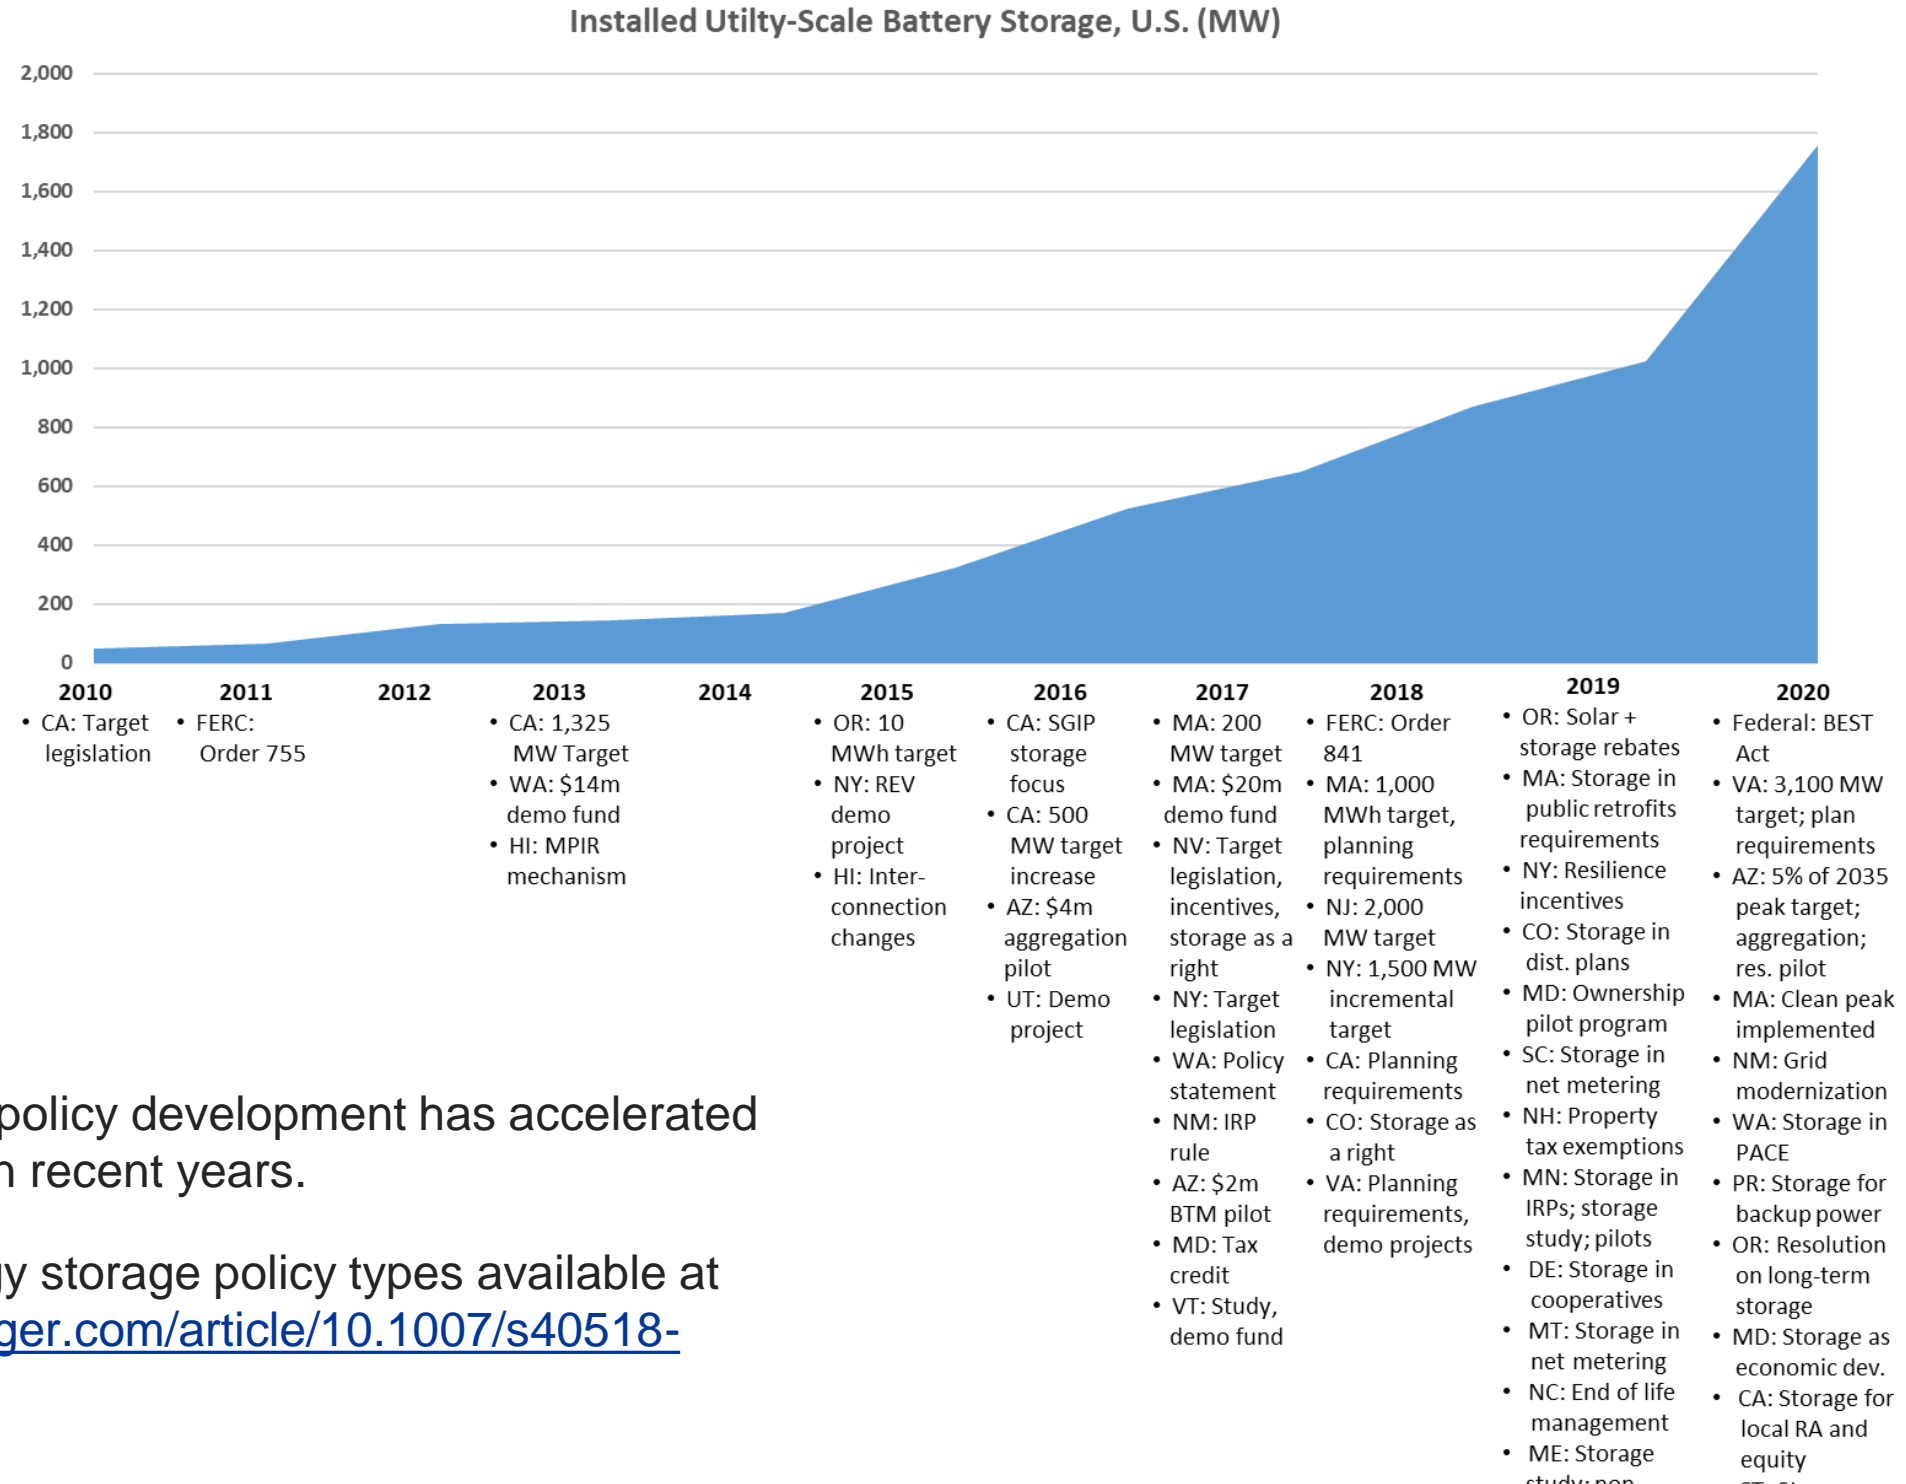 Installed Utilty-Scale Battery Storage, U.S. (MW)
2,000
1,800
1,600
1,400
1,200
1,000
800
600
400
200
0
2010
• CA: Target
legislation
2011
• FERC:
Order 755
2012
2013
• CA: 1,325
MW Target
• WA: $14m
demo fund
• HI: MPIR
mechanism
2014
2015
• OR: 10
MWh target
• NY: REV
demo
project
• HI: Inter-
connection
changes
2016
• CA: SGIP
storage
focus
• CA: 500
MW target
increase
• AZ: $4m
aggregation
pilot
• UT: Demo
project
2017
• MA: 200
MW target
• MA: $20m
demo fund
• NV: Target
legislation,
incentives,
storage as a
right
• NY: Target
legislation
• WA: Policy
statement
• NM: IRP
rule
• AZ: $2m
BTM pilot
• MD: Tax
credit
• VT: Study,
demo fund
2018
• FERC: Order
841
• MA: 1,000
MWh target,
planning
requirements
• NJ: 2,000
MW target
• NY: 1,500 MW
incremental
target
• CA: Planning
requirements
• CO: Storage as
a right
• VA: Planning
requirements,
demo projects
2019
• OR: Solar +
storage rebates
• MA: Storage in
public retrofits
requirements
• NY: Resilience
incentives
• CO: Storage in
dist. plans
• MD: Ownership
pilot program
• SC: Storage in
net metering
• NH: Property
tax exemptions
• MN: Storage in
IRPs; storage
study; pilots
• DE: Storage in
cooperatives
• MT: Storage in
net metering
• NC: End of life
management
• ME: Storage
study; non
2020
• Federal: BEST
Act
• VA: 3,100 MW
target; plan
requirements
• AZ: 5% of 2035
peak target;
aggregation;
res. pilot
• MA: Clean peak
implemented
• NM: Grid
modernization
• WA: Storage in
PACE
• PR: Storage for
backup power
• OR: Resolution
on long-term
storage
• MD: Storage as
economic dev.
• CA: Storage for
local RA and
equity
policy development has accelerated
recent years.
storage policy types available at
ger.com/article/10.1007/s40518-